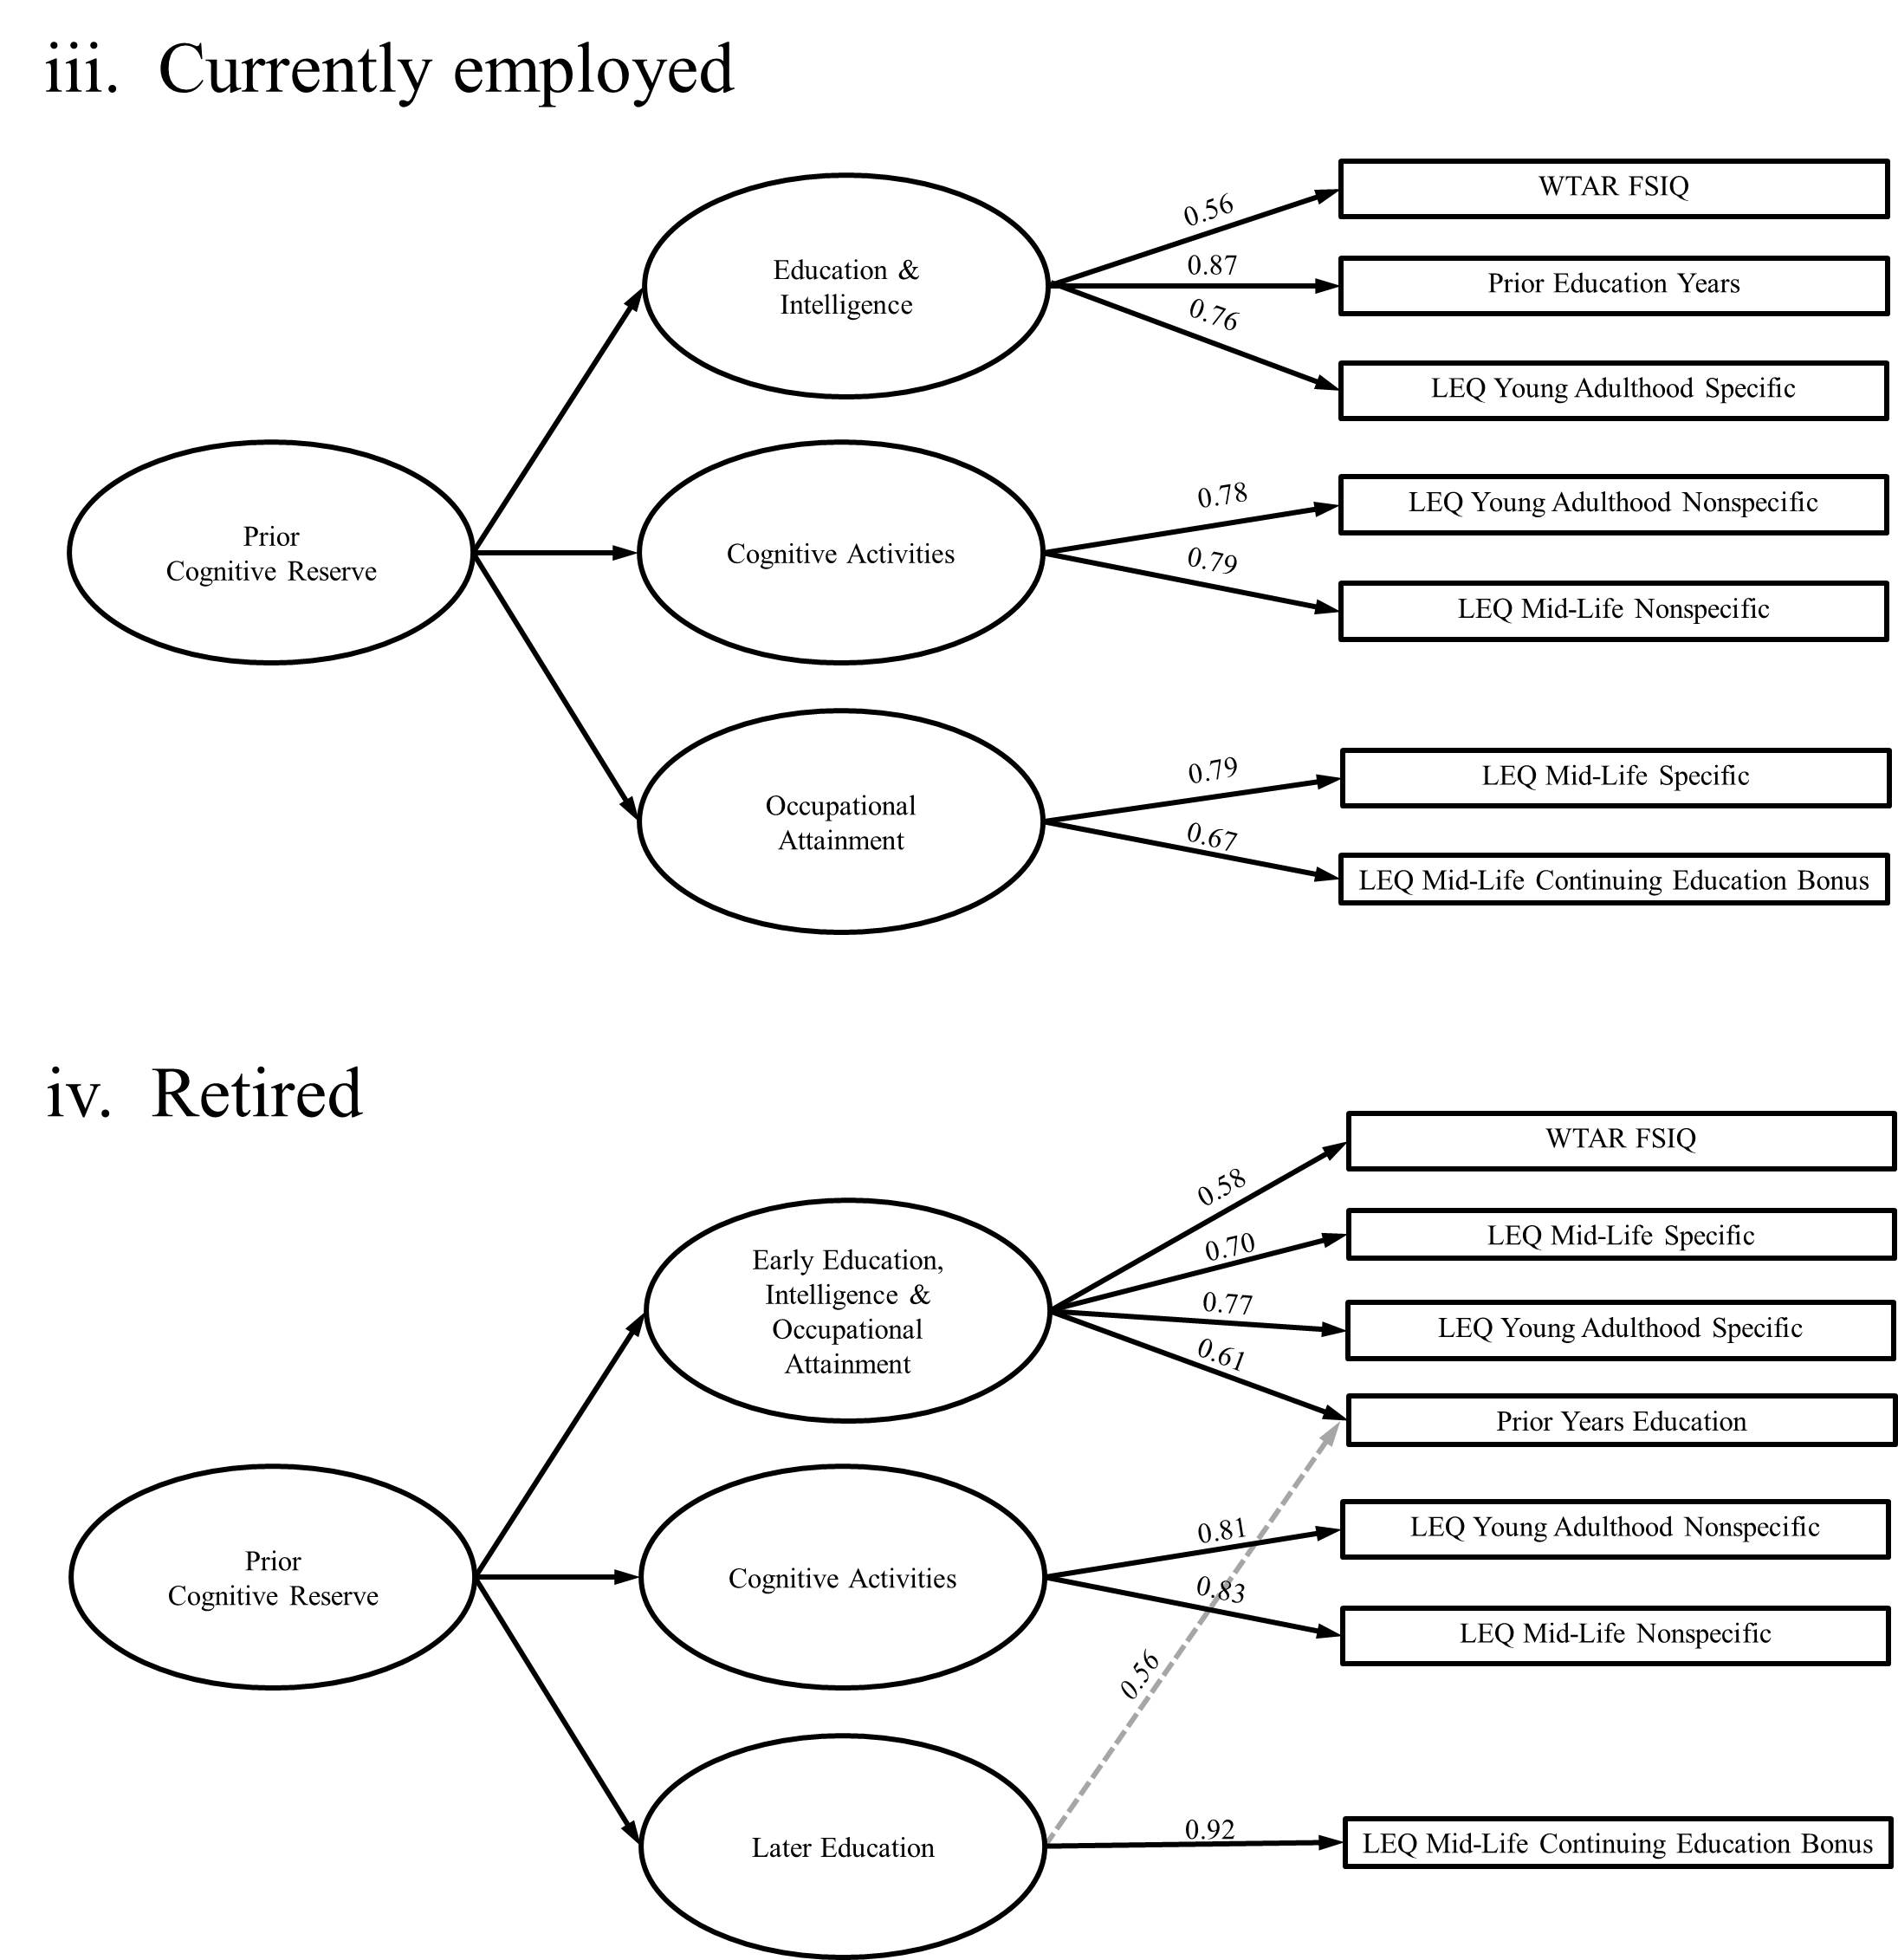 iii. Currently employed
Education &
Intelligence
0.56
WTAR FSIQ
0.87
Prior Education Years
0.76
LEQ Young Adulthood Specific
Prior
Cognitive Reserve
Cognitive Activities
0.78
LEQ Young Adulthood Nonspecific
0.79
LEQ Mid-Life Nonspecific
Occupational
Attainment
0.79
LEQ Mid-Life Specific
0.67
LEQ Mid-Life Continuing Education Bonus
iv. Retired
Early Education,
Intelligence &
Occupational
Attainment
0.58
WTAR FSIQ
0.70
LEQ Mid-Life Specific
0.77
LEQ Young Adulthood Specific
0.61
Prior Years Education
Prior
Cognitive Reserve
Cognitive Activities
0.81
LEQ Young Adulthood Nonspecific
0.83
LEQ Mid-Life Nonspecific
0.56
Later Education
0.92
LEQ Mid-Life Continuing Education Bonus